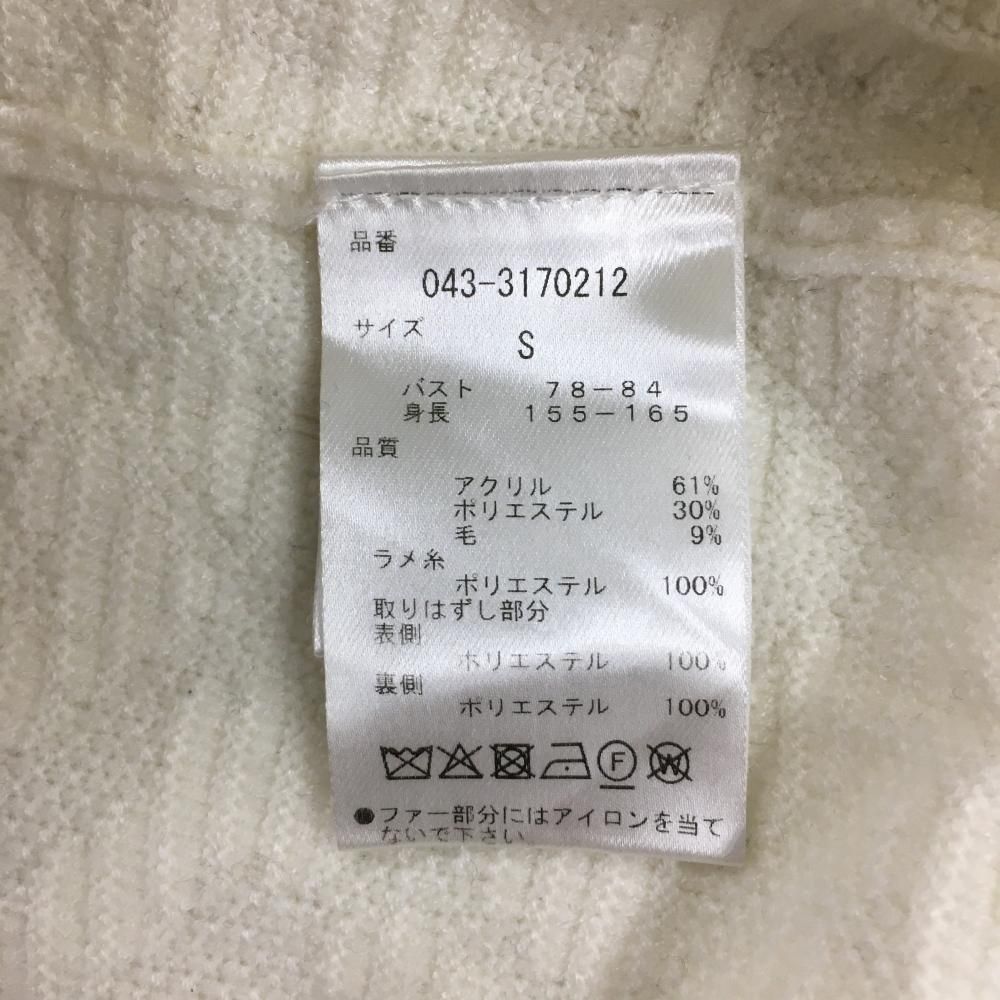 品番
043-3170212
サイズ
S
バスト 78-84
身長 155-165
品質
アクリル 61%
ポリエステル 30%
毛 9%
ラメ糸
ポリエステル 100%
取りはずし部分
表側
ポリエステル 100%
裏側
ポリエステル 100%
F W
●ファー部分にはアイロンを当て
ないで下さい